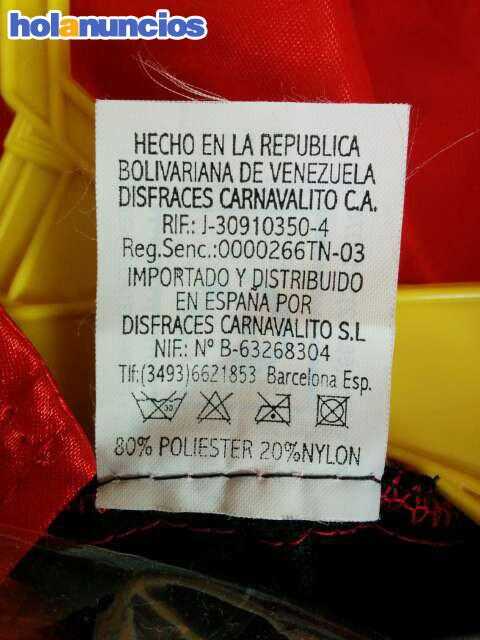 holanuncios
HECHO EN LA REPUBLICA
BOLIVARIANA DE VENEZUELA
DISFRACES CARNAVALITO C.A.
RIF.: J-30910350-4
Reg.Senc.:0000266TN-03
IMPORTADO Y DISTRIBUIDO
EN ESPAÑA POR
DISFRACES CARNAVALITO S.L
NIF.: Nº B-63268304
Tlf:(3493)6621853 Barcelona Esp.
30
80% POLIESTER 20%NYLON